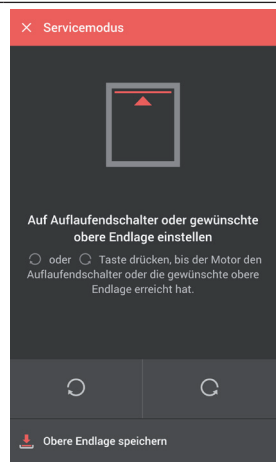 Servicemodus
Auf Auflaufendschalter oder gewünschte
obere Endlage einstellen
oder Taste drücken, bis der Motor den
Auflaufendschalter oder die gewünschte obere
Endlage erreicht hat.
Obere Endlage speichern